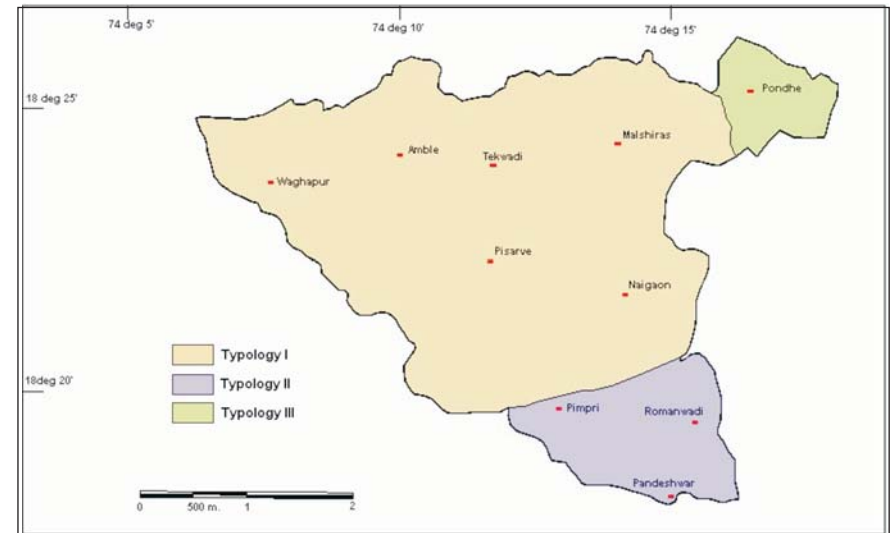 74 deg 5'
74 deg 10'
74 deg 15'
18 deg 25'
Pondhe
Malshiras
Amble
Tekwadi
Waghapur
Pisarve
Naigaon
Typology I
18deg 20'
Typology II
Pimpri
Romanwadi
Typology III
Pandeshwar
0 500 m. 1 2